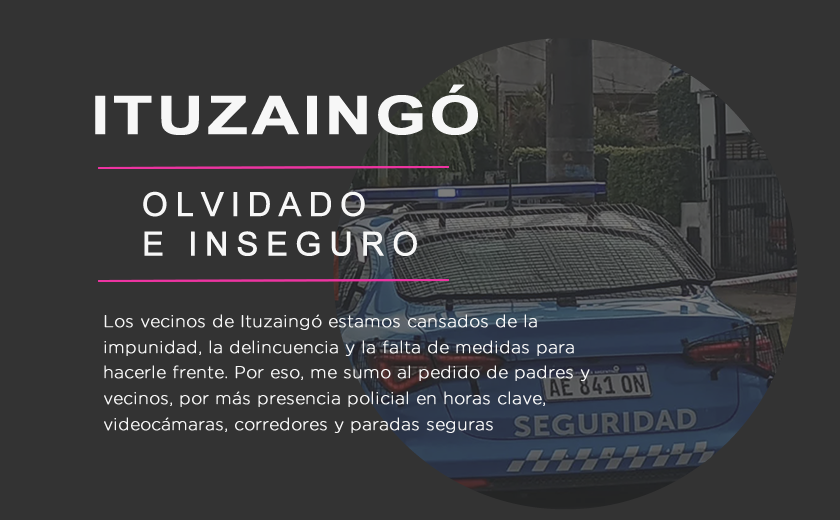 ITUZAINGÓ
OLVIDADO
E INSEGURO
Los vecinos de Ituzaingó estamos cansados de la
impunidad, la delincuencia y la falta de medidas para
hacerle frente. Por eso, me sumo al pedido de padres y
vecinos, por más presencia policial en horas clave,
videocámaras, corredores y paradas seguras
AE 841 ON
SEGURIDAD